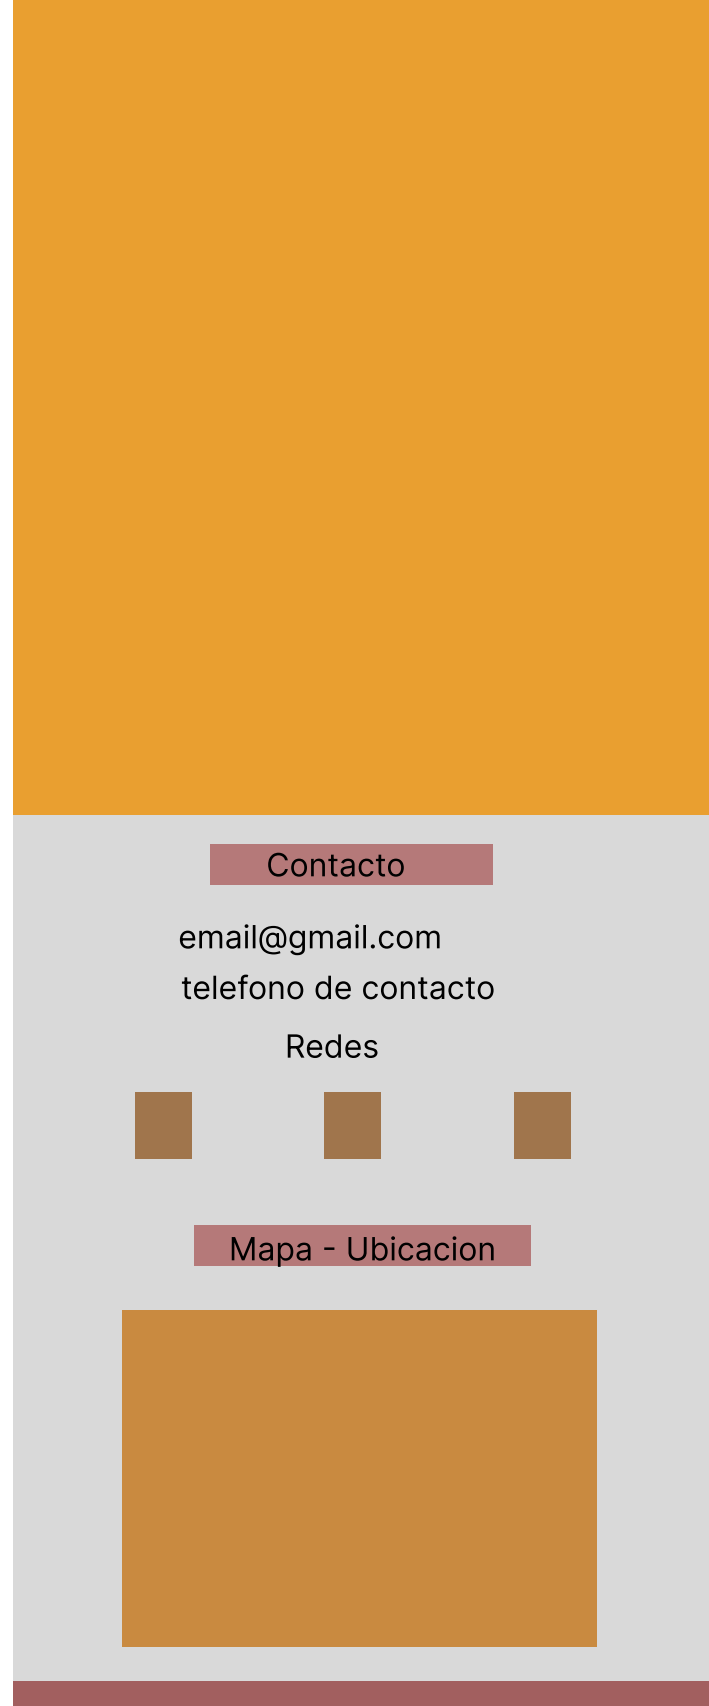 Contacto
email@gmail.com
telefono de contacto
Redes
Mapa - Ubicacion